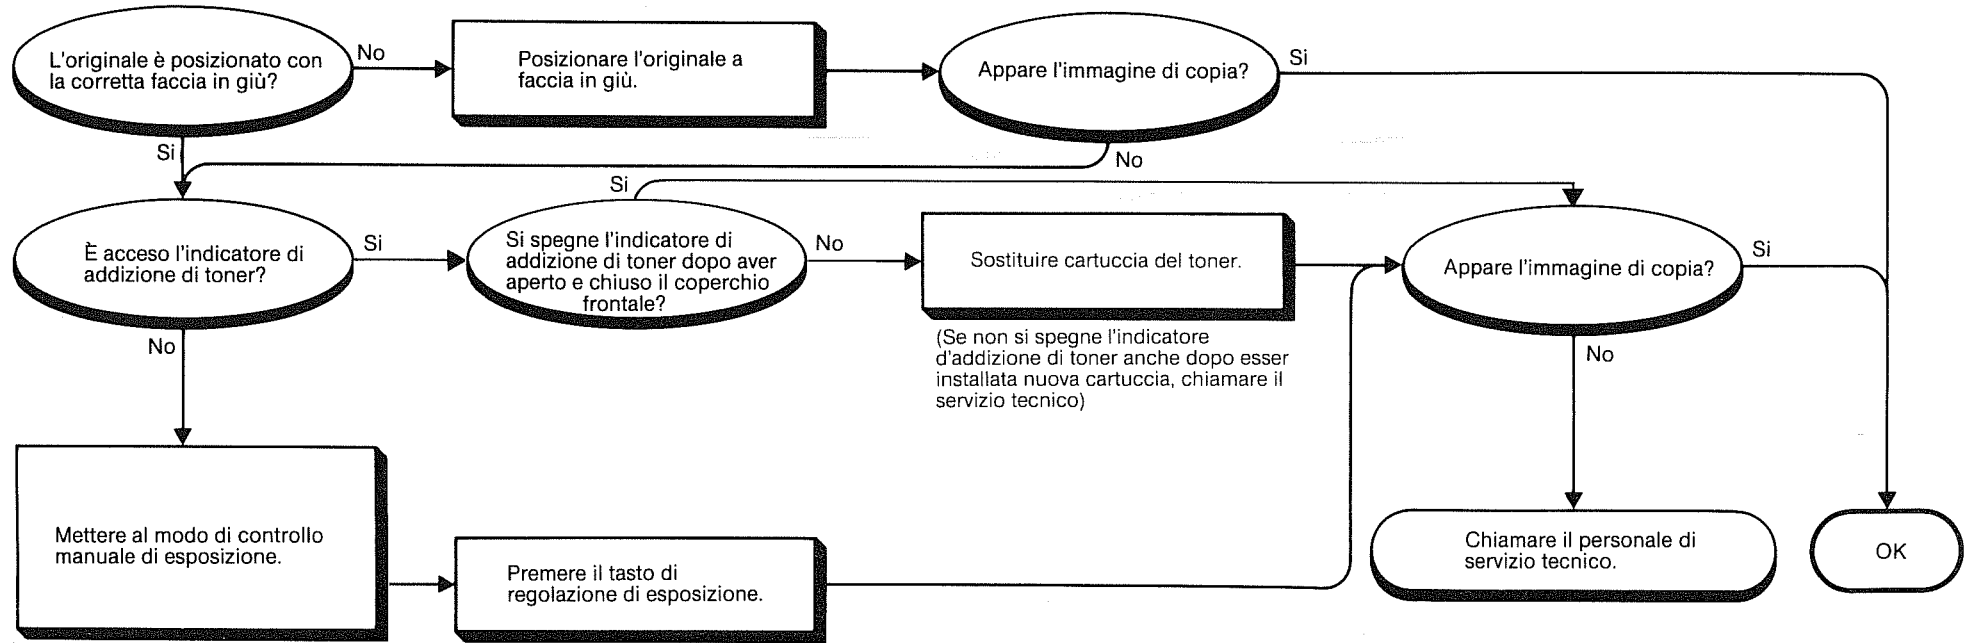 L'originale è posizionato con
la corretta faccia in giù?
No
Posizionare l'originale a
faccia in giù.
Appare l'immagine di copia?
Si
Si
No
È acceso l'indicatore di
addizione di toner?
Si
Si
Si spegne l'indicatore di
addizione di toner dopo aver
aperto e chiuso il coperchio
frontale?
No
Sostituire cartuccia del toner.
(Se non si spegne l'indicatore
d'addizione di toner anche dopo esser
installata nuova cartuccia, chiamare il
servizio tecnico)
Appare l'immagine di copia?
Si
No
No
Mettere al modo di controllo
manuale di esposizione.
Premere il tasto di
regolazione di esposizione.
Chiamare il personale di
servizio tecnico.
OK